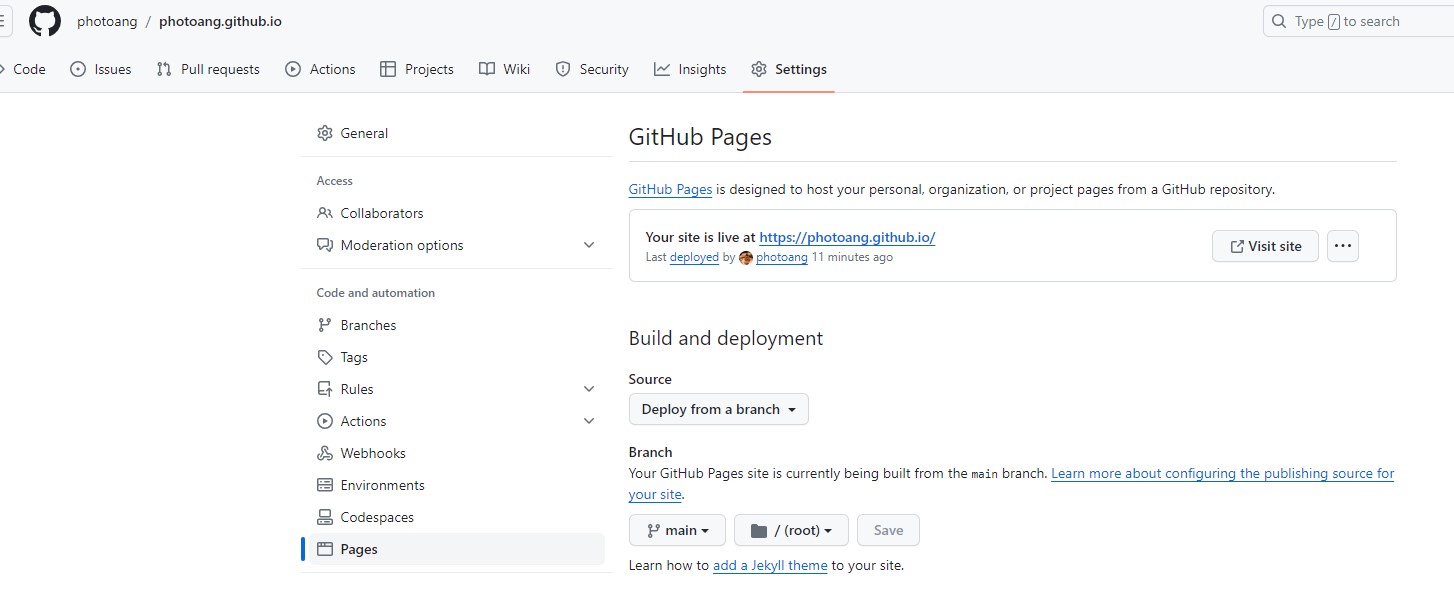 photoang / photoang.github.io
Type / to search
Code Issues Pull requests Actions Projects Wiki Security Insights Settings
General
Access
Collaborators
Moderation options
Code and automation
Branches
Tags
Rules
Actions
Webhooks
Environments
Codespaces
Pages
GitHub Pages
GitHub Pages is designed to host your personal, organization, or project pages from a GitHub repository.
Your site is live at https://photoang.github.io/
Last deployed by photoang 11 minutes ago
Visit site
Build and deployment
Source
Deploy from a branch
Branch
Your GitHub Pages site is currently being built from the main branch. Learn more about configuring the publishing source for
your site.
main / (root) Save
Learn how to add a Jekyll theme to your site.